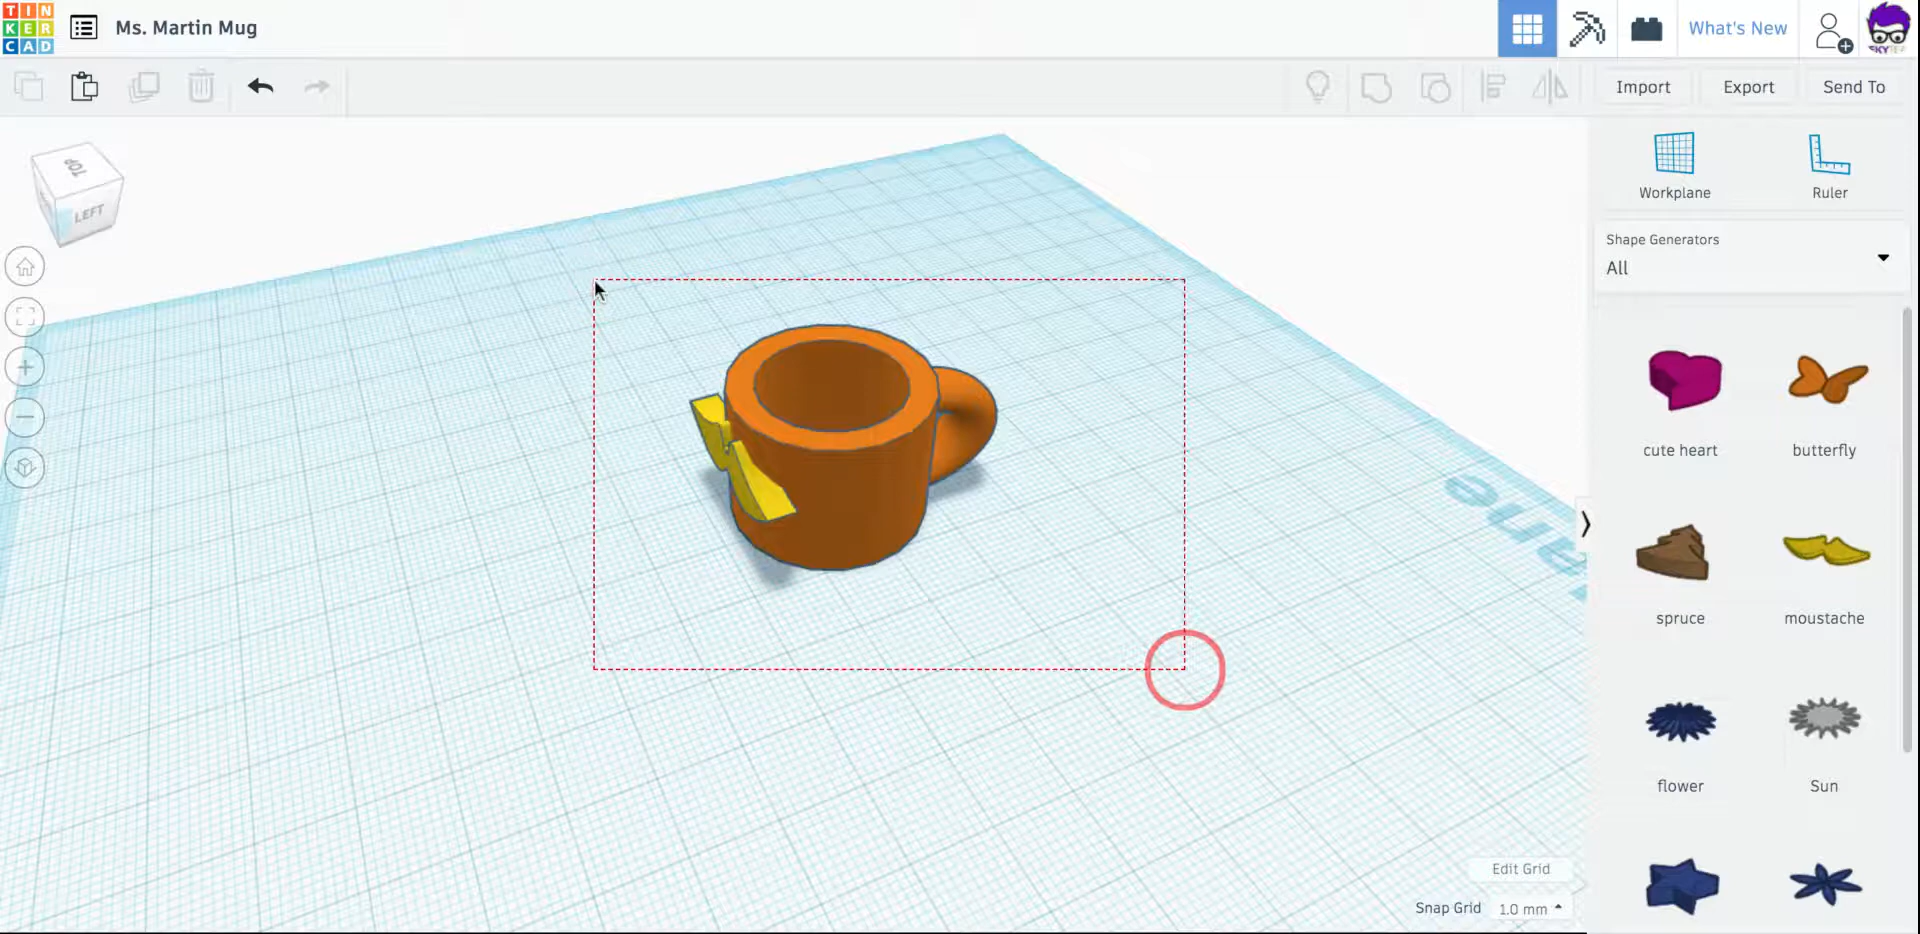 TIN
KER
CAD
Ms. Martin Mug
What's New
Import
Export
Send To
TOP
LEFT
Workplane
Ruler
Shape Generators
All
cute heart
butterfly
spruce
moustache
flower
Sun
Edit Grid
Snap Grid
1.0 mm